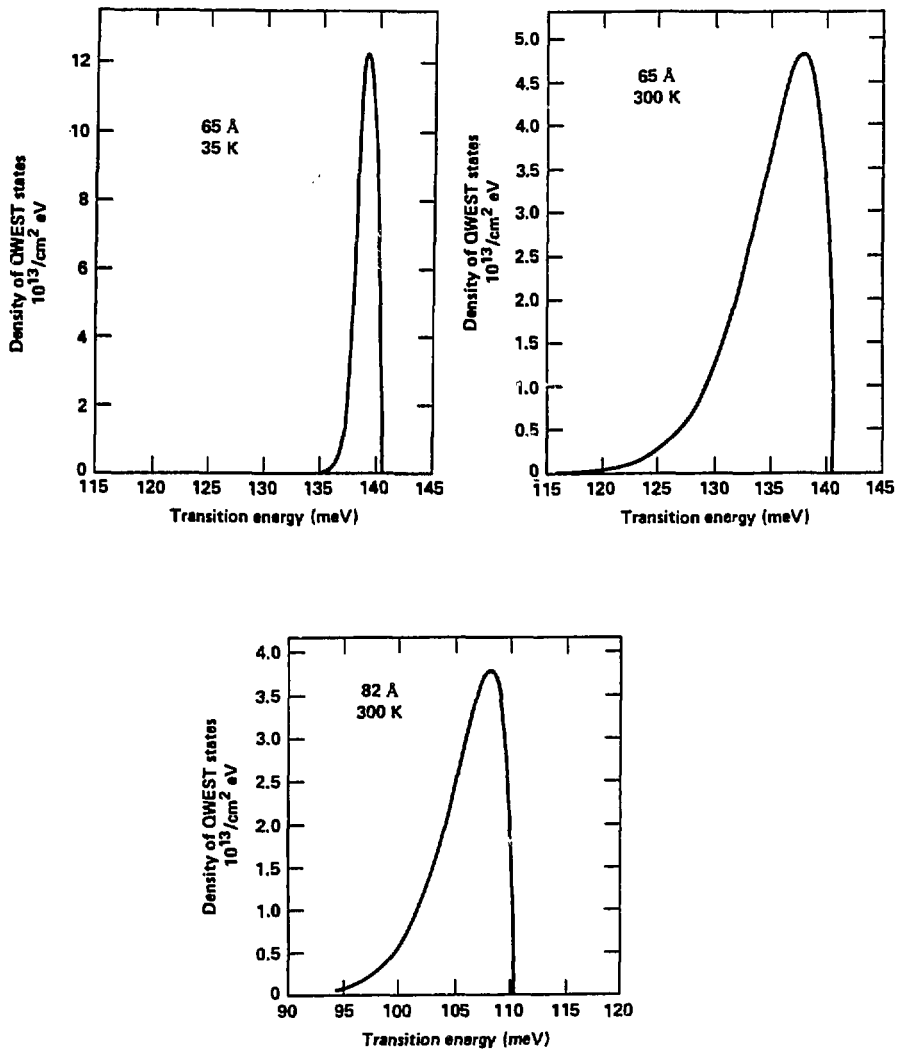 12
10
8
6
4
2
0
65 Å
35 K
Density of QWEST states
10^13/cm^2 eV
115 120 125 130 135 140 145
Transition energy (meV)
5.0
4.5
4.0
3.5
3.0
2.5
2.0
1.5
1.0
0.5
0
65 Å
300 K
Density of QWEST states
10^13/cm^2 eV
115 120 125 130 135 140 145
Transition energy (meV)
4.0
3.5
3.0
2.5
2.0
1.5
1.0
0.5
0
82 Å
300 K
Density of QWEST states
10^13/cm^2 eV
90 95 100 105 110 115 120
Transition energy (meV)